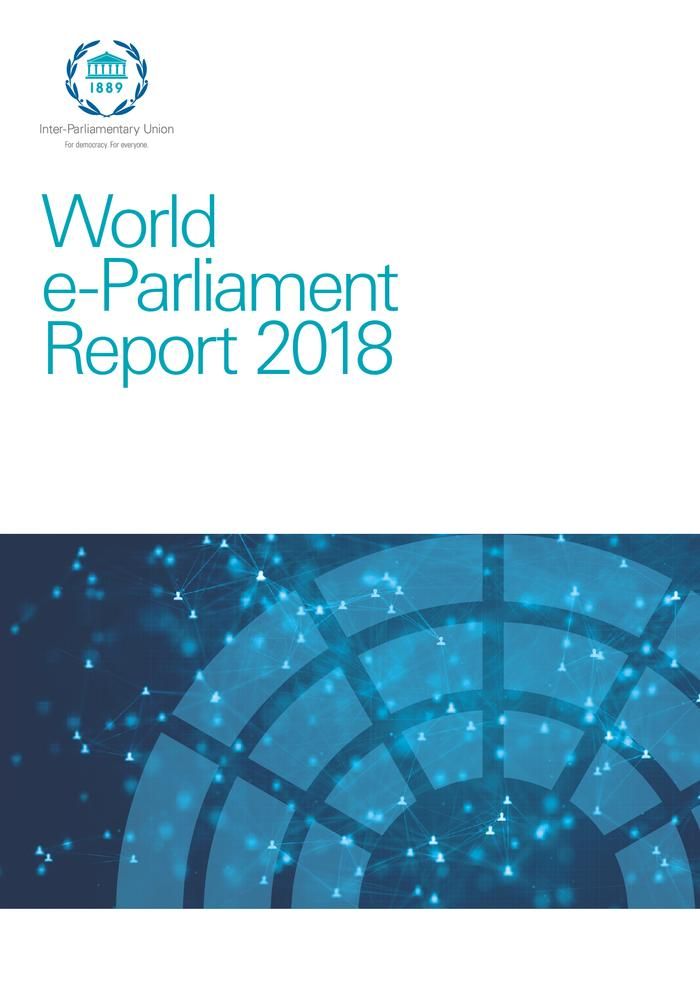 1889
Inter-Parliamentary Union
For democracy. For everyone.
World
e-Parliament
Report 2018